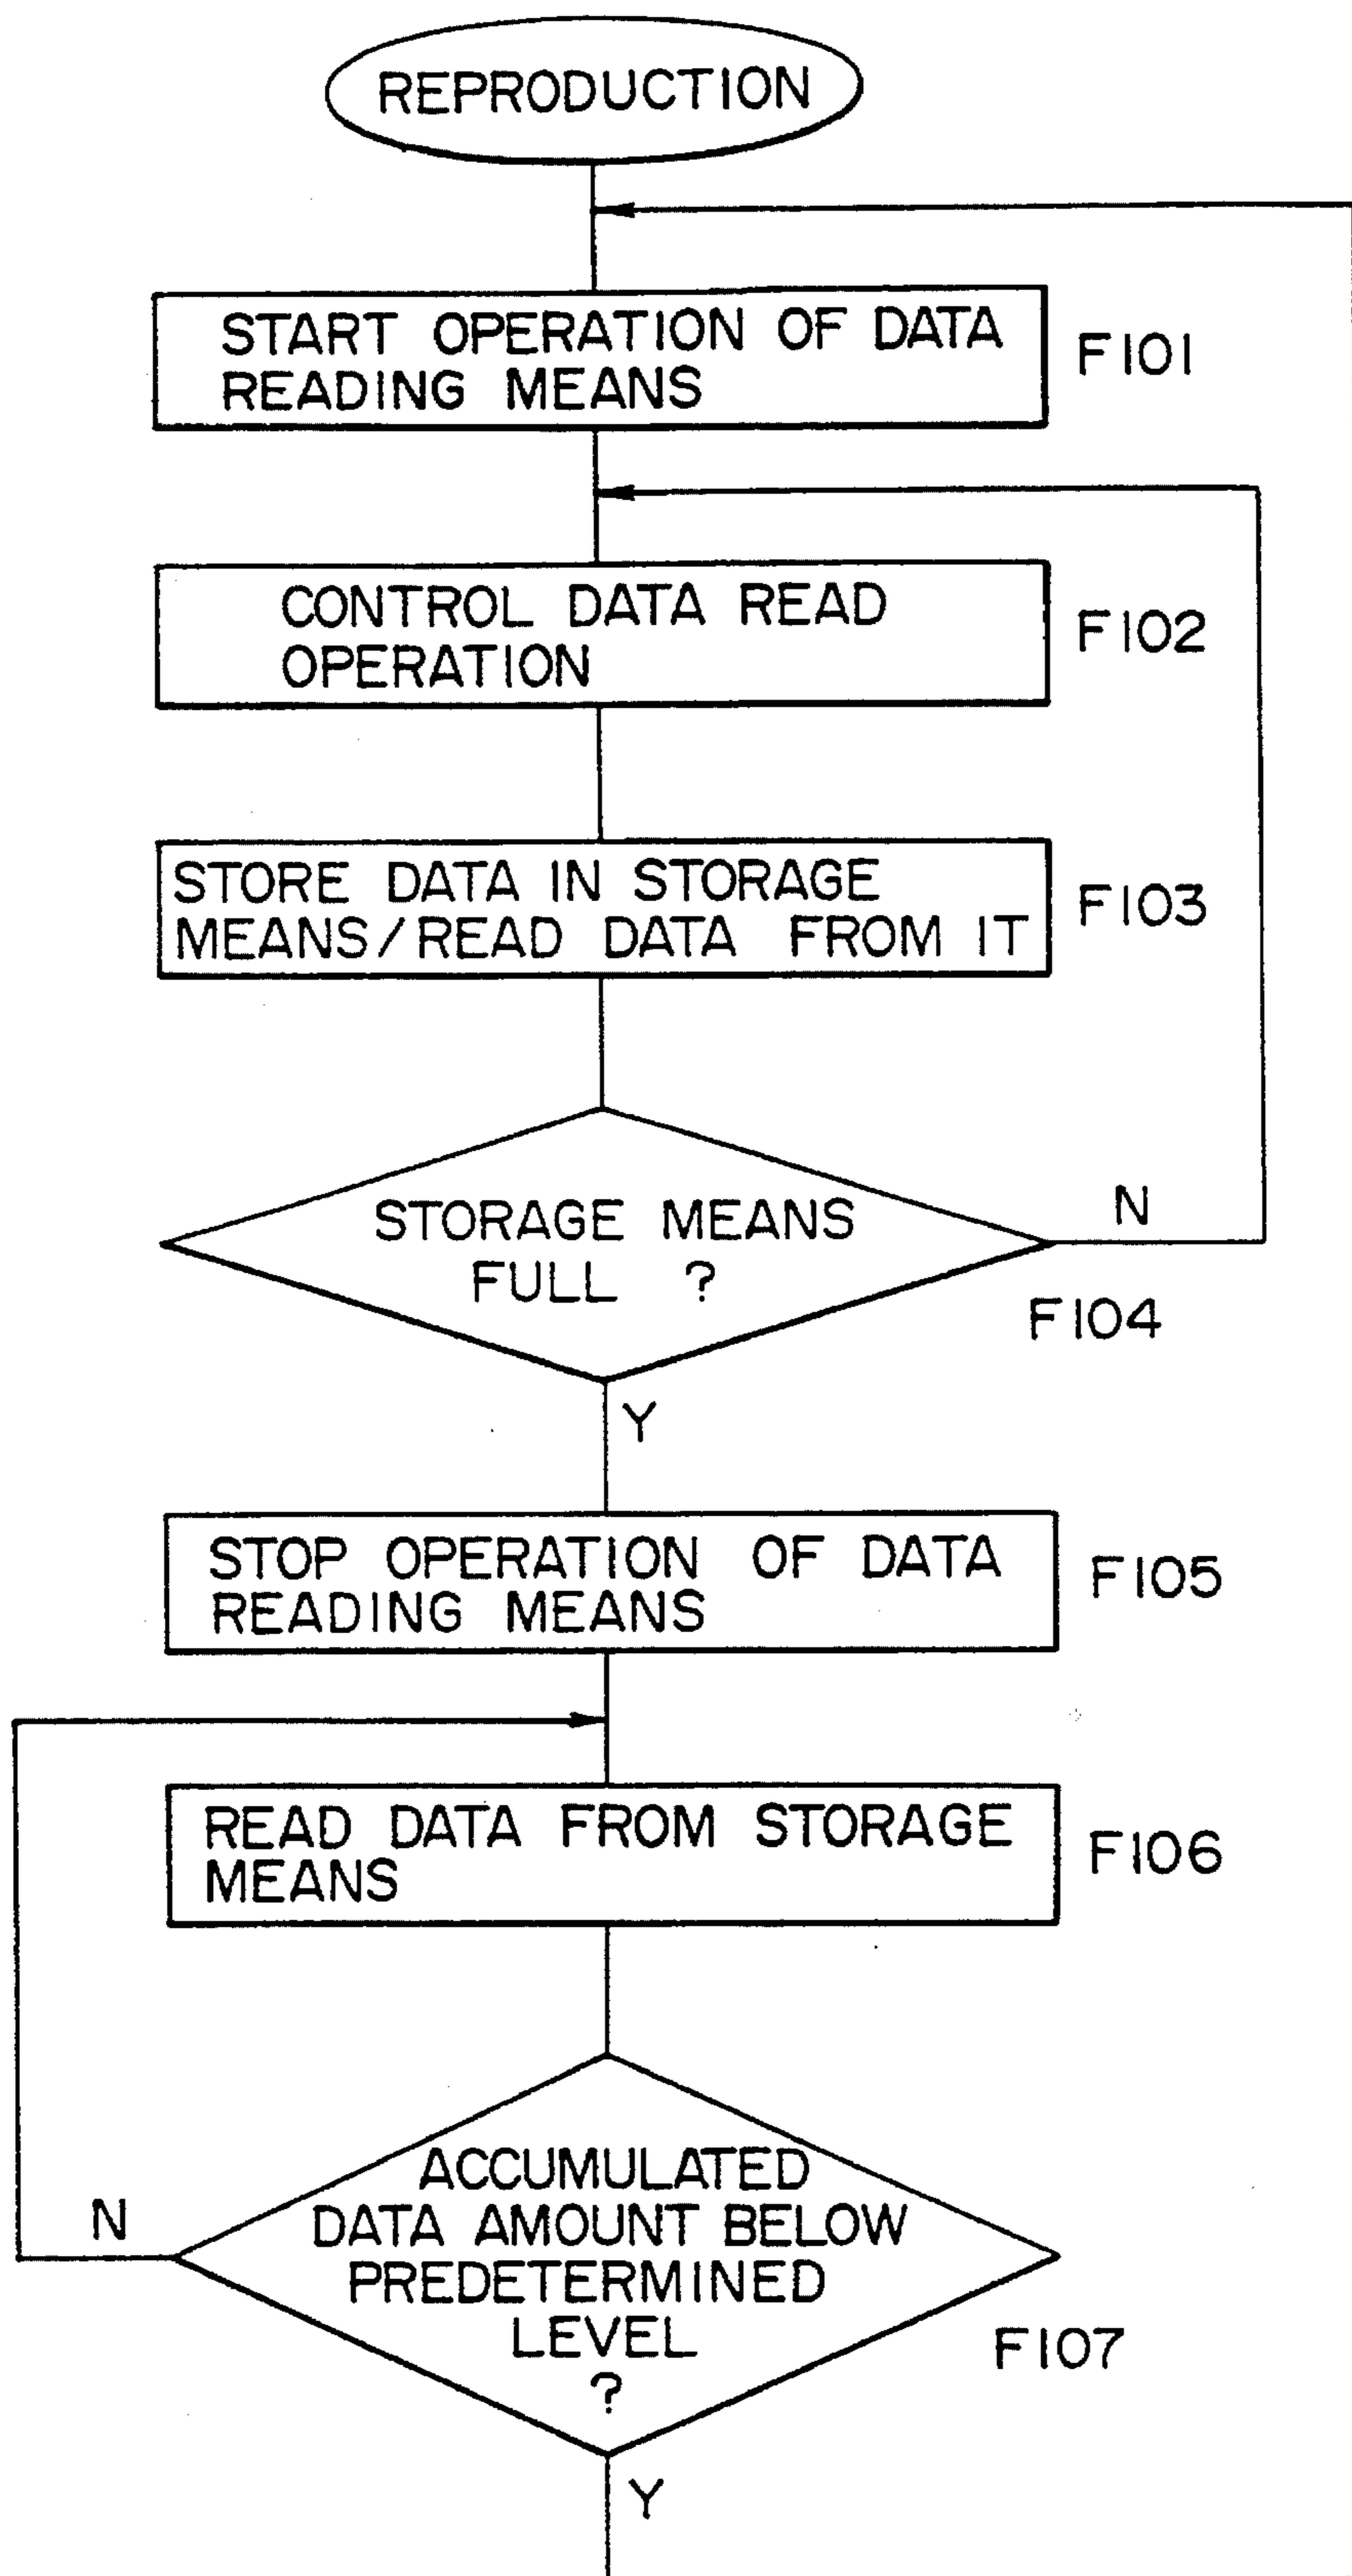 REPRODUCTION
START OPERATION OF DATA
READING MEANS
F101
CONTROL DATA READ
OPERATION
F102
STORE DATA IN STORAGE
MEANS/READ DATA FROM IT
F103
STORAGE MEANS
FULL ?
N
F104
Y
STOP OPERATION OF DATA
READING MEANS
F105
READ DATA FROM STORAGE
MEANS
F106
ACCUMULATED
DATA AMOUNT BELOW
PREDETERMINED
LEVEL
?
N
F107
Y